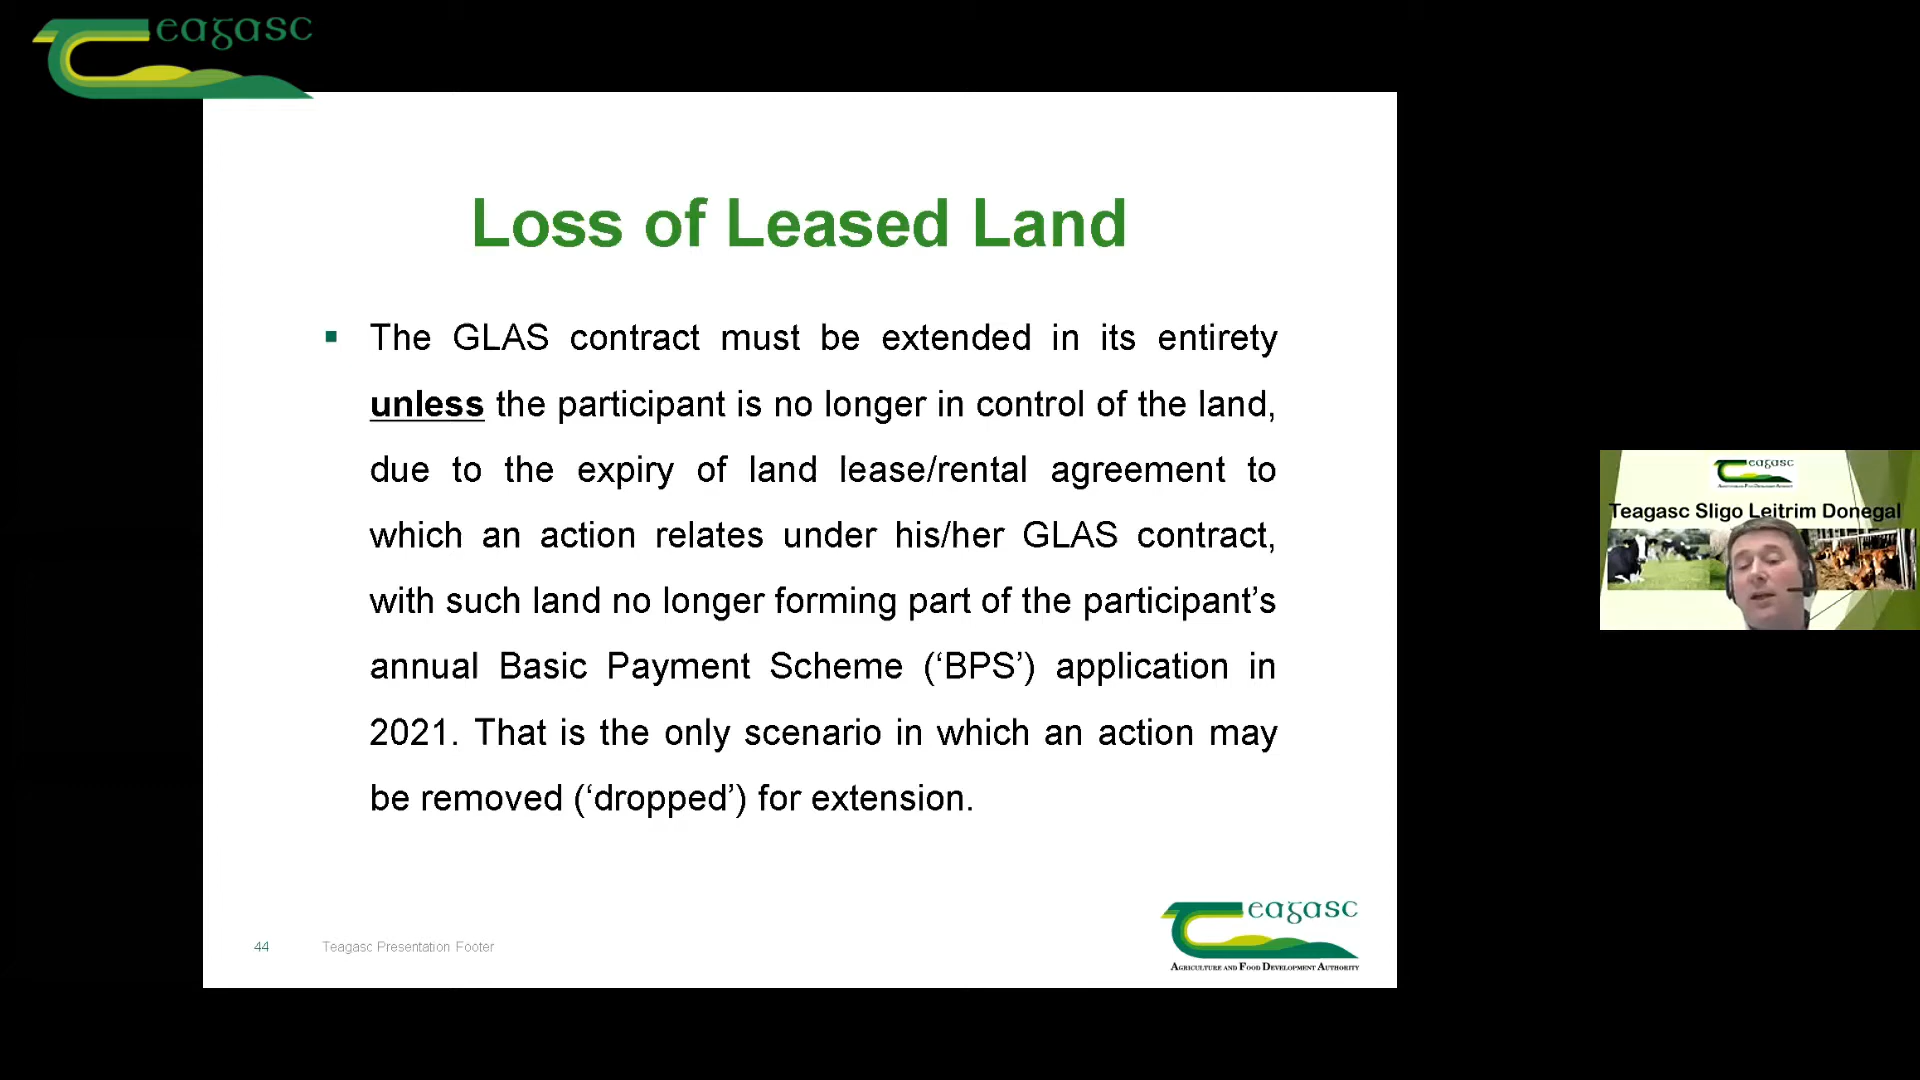 Teagasc
Loss of Leased Land
▪ The GLAS contract must be extended in its entirety
unless the participant is no longer in control of the land,
due to the expiry of land lease/rental agreement to
which an action relates under his/her GLAS contract,
with such land no longer forming part of the participant’s
annual Basic Payment Scheme (‘BPS’) application in
2021. That is the only scenario in which an action may
be removed (‘dropped’) for extension.
44 Teagasc Presentation Footer
Teagasc
AGRICULTURE AND FOOD DEVELOPMENT AUTHORITY
Teagasc
Teagasc Sligo Leitrim Donegal